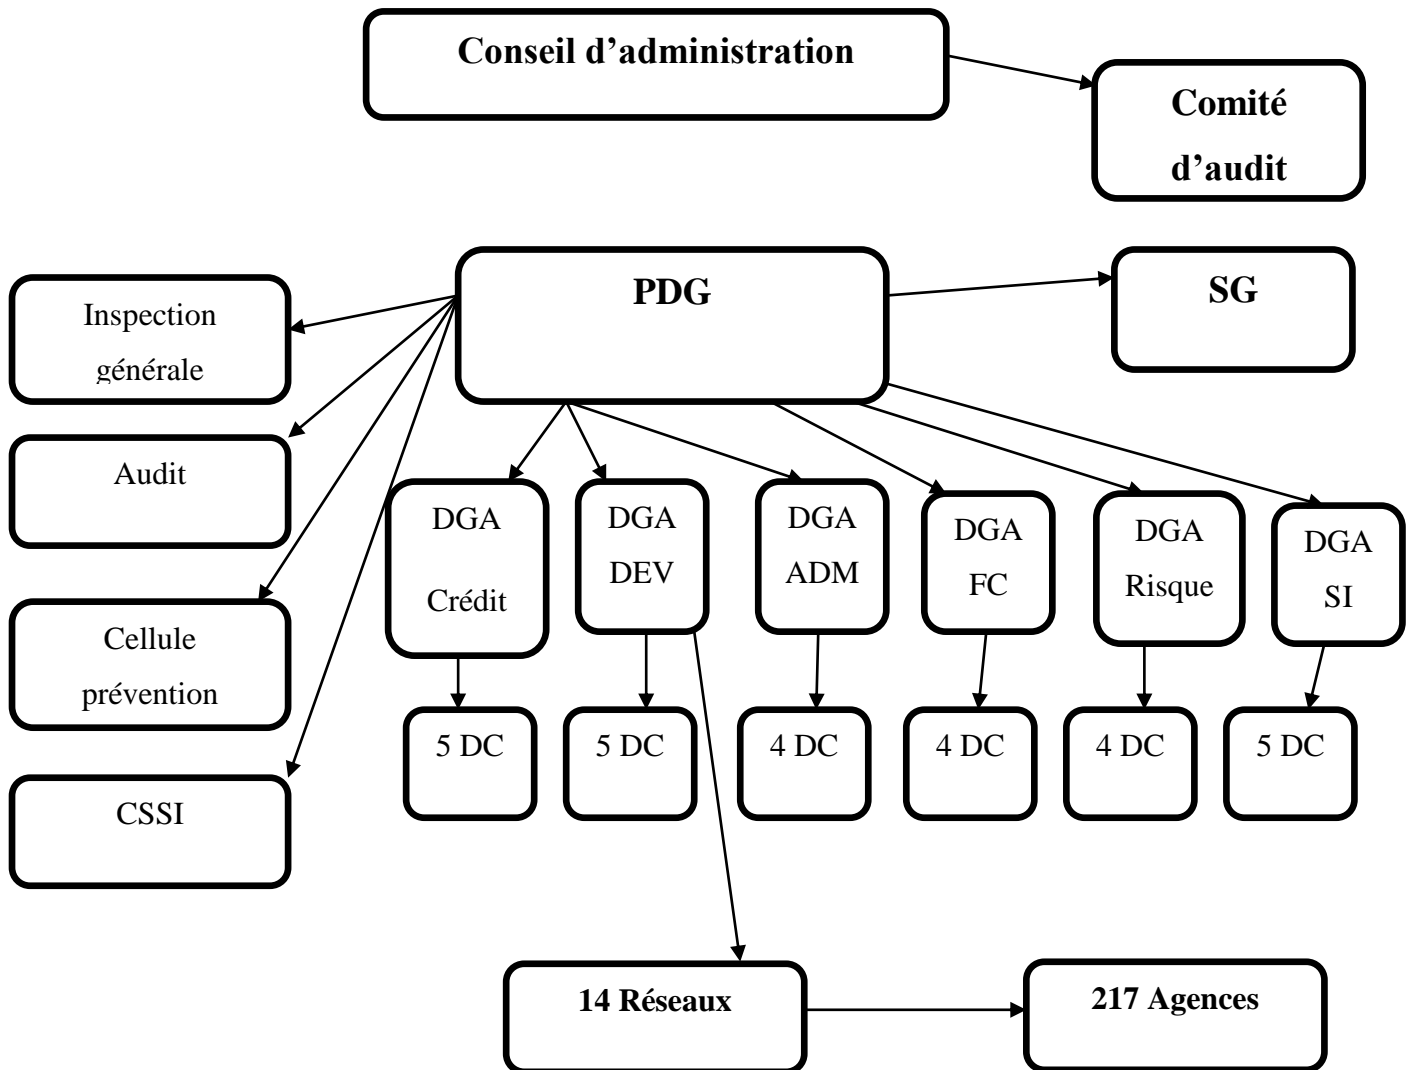 Conseil d’administration
Comité
d’audit
PDG
SG
Inspection
générale
Audit
Cellule
prévention
CSSI
DGA
Crédit
DGA
DEV
DGA
ADM
DGA
FC
DGA
Risque
DGA
SI
5 DC
5 DC
4 DC
4 DC
4 DC
5 DC
14 Réseaux
217 Agences